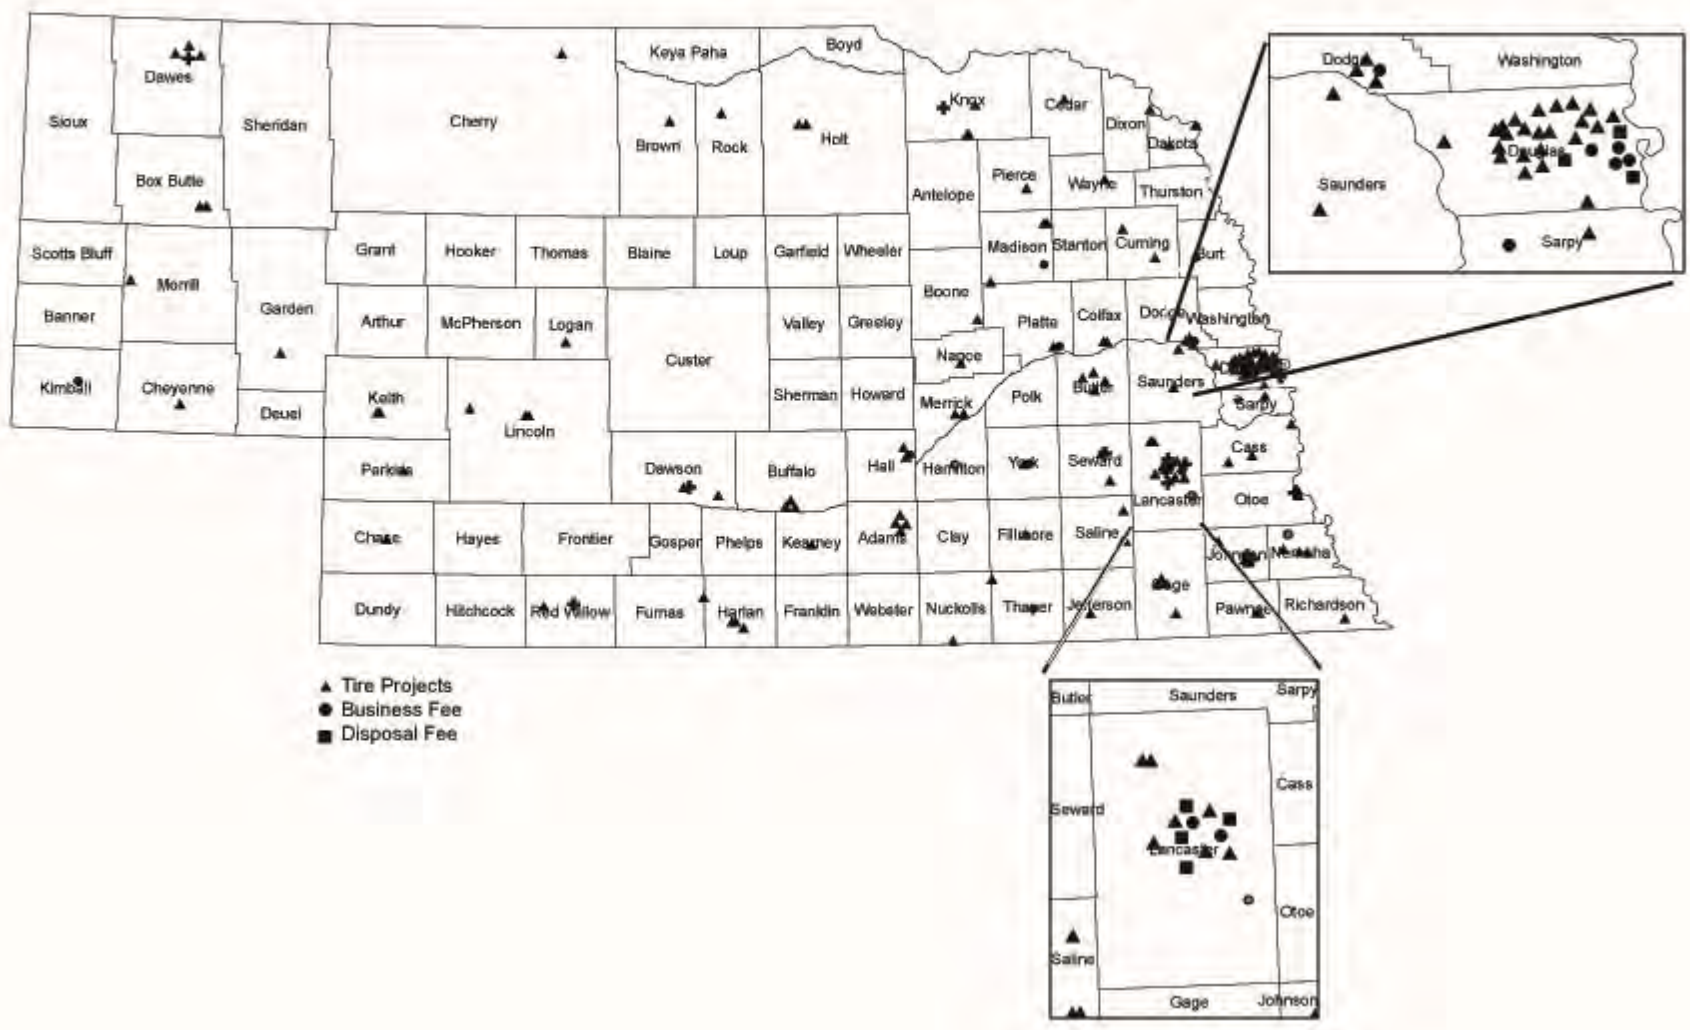 Keya Paha
Boyd
Dawes
Sioux
Sheridan
Cherry
Brown
Rock
Holt
Knox
Cedar
Dixon
Dakota
Box Butte
Antelope
Pierce
Wayne
Thurston
Scotts Bluff
Morrill
Grant
Hooker
Thomas
Blaine
Loup
Garfield
Wheeler
Madison
Stanton
Cuming
Burt
Banner
Garden
Arthur
McPherson
Logan
Valley
Greeley
Boone
Platte
Colfax
Dodge
Washington
Kimball
Cheyenne
Deuel
Keith
Lincoln
Custer
Sherman
Howard
Nance
Merrick
Polk
Butler
Saunders
Sarpy
Perkins
Dawson
Buffalo
Hall
Hamilton
York
Seward
Lancaster
Cass
Otoe
Chase
Hayes
Frontier
Gosper
Phelps
Kearney
Adams
Clay
Fillmore
Saline
Johnson
Nemaha
Dundy
Hitchcock
Red Willow
Furnas
Harlan
Franklin
Webster
Nuckolls
Thayer
Jefferson
Gage
Pawnee
Richardson
Tire Projects
Business Fee
Disposal Fee
Dodg
Washington
Douglas
Saunders
Sarpy
Butler
Saunders
Sarpy
Cass
Seward
Lancaster
Otoe
Saline
Gage
Johnson